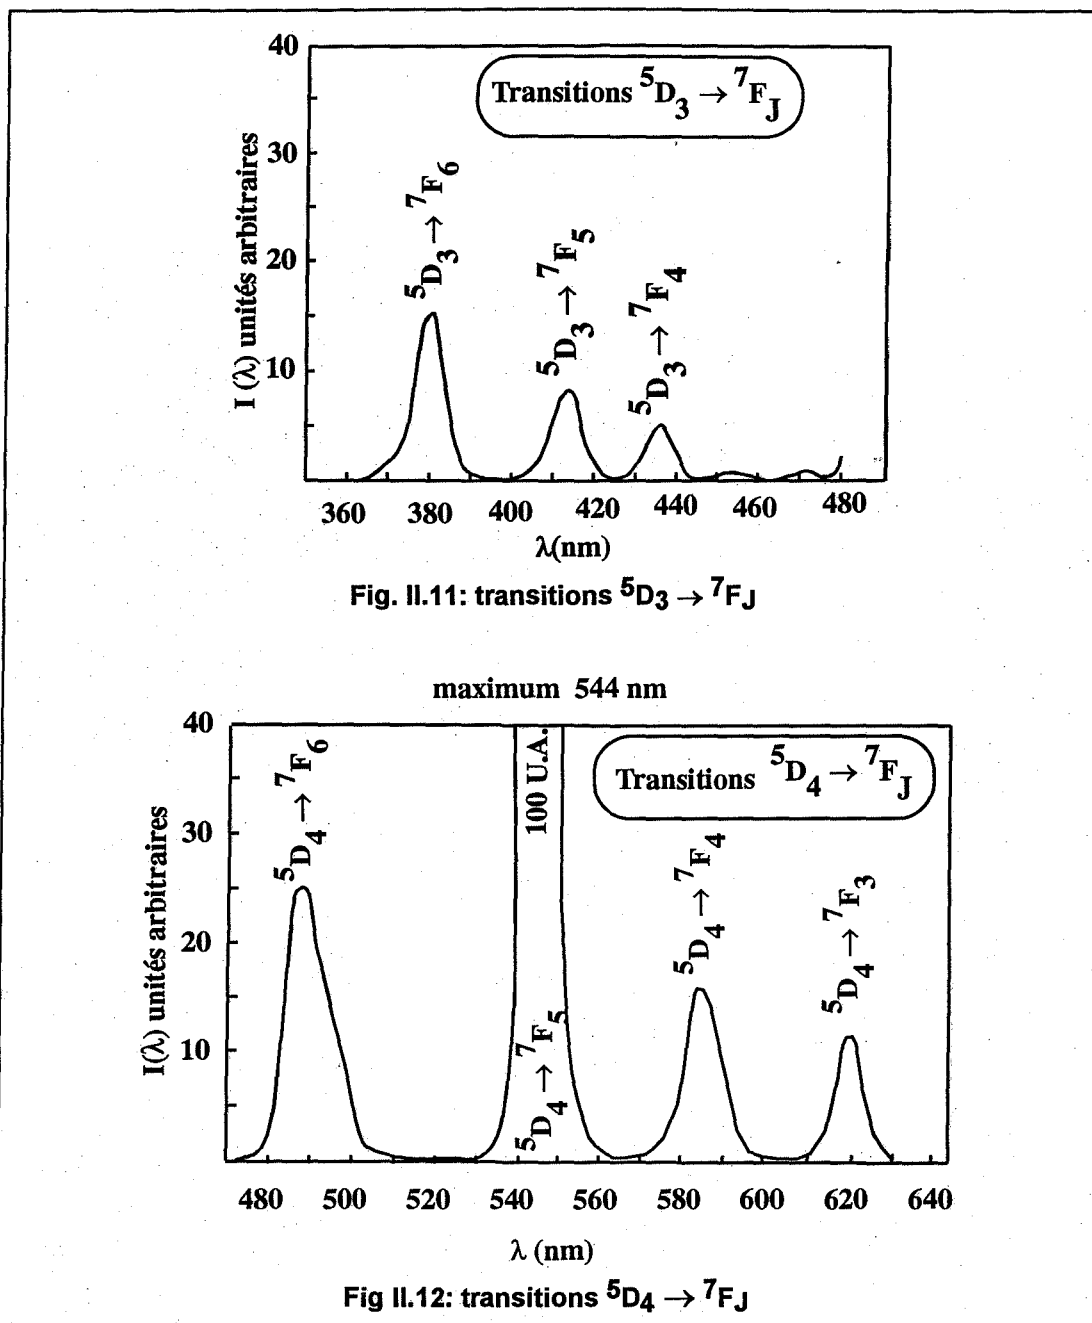 40
Transitions ⁵D₃ → ⁷F_J
30
20
10
I (λ) unités arbitraires
⁵D₃ → ⁷F₆
⁵D₃ → ⁷F₅
⁵D₃ → ⁷F₄
360 380 400 420 440 460 480
λ(nm)
Fig. II.11: transitions ⁵D₃ → ⁷F_J
maximum 544 nm
40
Transitions ⁵D₄ → ⁷F_J
30
20
10
I(λ) unités arbitraires
⁵D₄ → ⁷F₆
100 U.A.
⁵D₄ → ⁷F₅
⁵D₄ → ⁷F₄
⁵D₄ → ⁷F₃
480 500 520 540 560 580 600 620 640
λ (nm)
Fig II.12: transitions ⁵D₄ → ⁷F_J